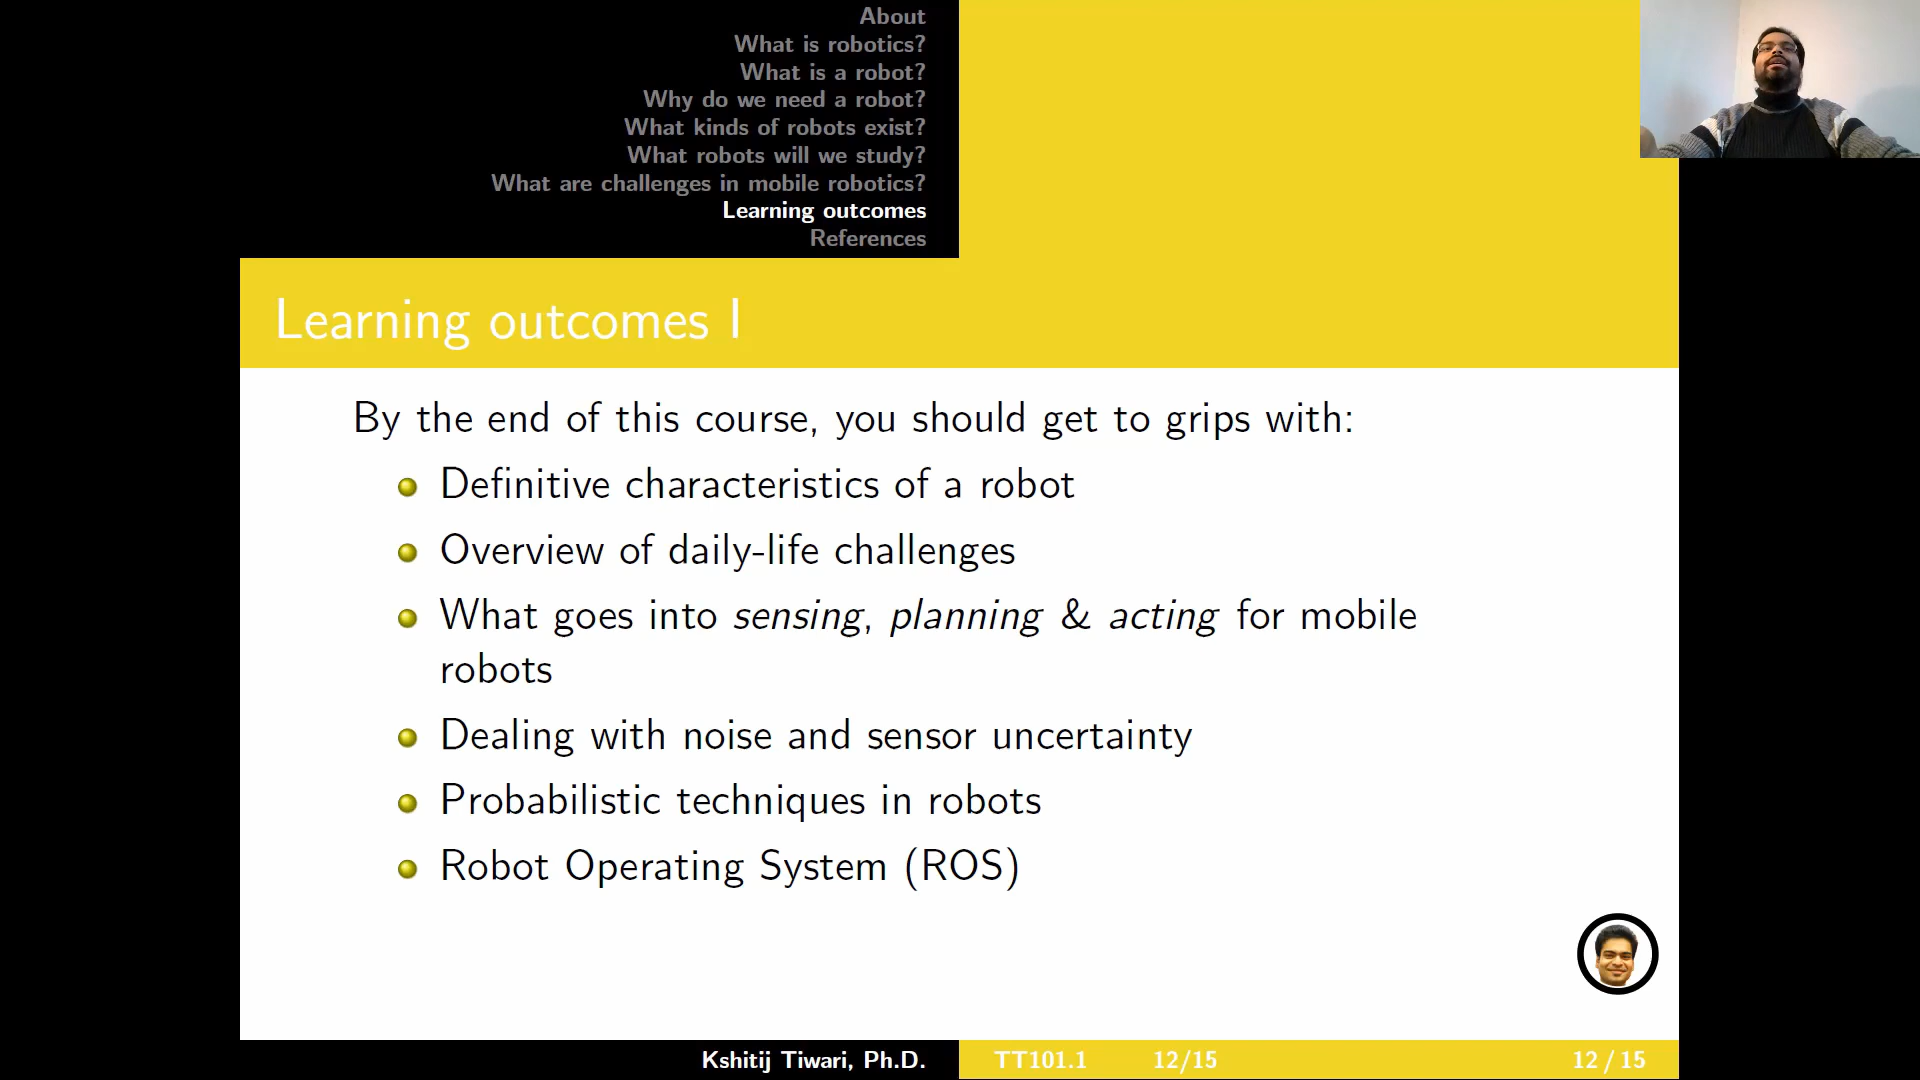 About
What is robotics?
What is a robot?
Why do we need a robot?
What kinds of robots exist?
What robots will we study?
What are challenges in mobile robotics?
Learning outcomes
References
Learning outcomes I
By the end of this course, you should get to grips with:
Definitive characteristics of a robot
Overview of daily-life challenges
What goes into sensing, planning & acting for mobile
robots
Dealing with noise and sensor uncertainty
Probabilistic techniques in robots
Robot Operating System (ROS)
Kshitij Tiwari, Ph.D. TT101.1 12/15 12 / 15